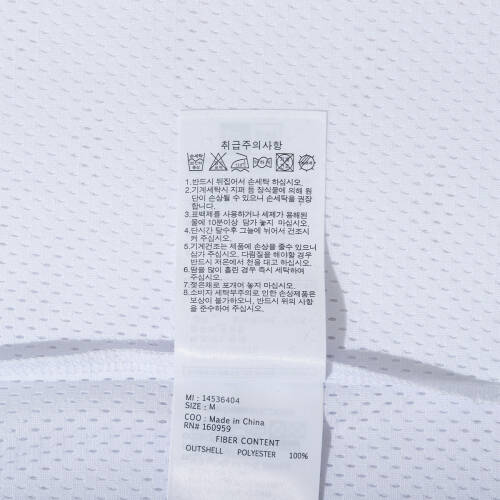 취급주의사항
1.반드시 뒤집어서 손세탁 하십시오.
2.기계세탁시 지퍼 등 장식물에 의해 원
단이 손상될 수 있으니 손세탁을 권장
합니다.
3.표백제를 사용하거나 세제가 용해된
물에 10분이상 담가 놓지 마십시오.
4.단시간 탈수후 그늘에 뉘어서 건조시
켜 주십시오.
5.기계건조는 제품에 손상을 줄수 있으니
삼가 주십시오. 다림질을 해야할 경우
반드시 저온에서 천을 대고 하십시오.
6.땀을 많이 흘린 경우 즉시 세탁하여
주십시오.
7.젖은채로 포개어 놓지 마십시오.
8.소비자 세탁부주의로 인한 손상제품은
보상이 불가하오니, 반드시 위의 사항
을 준수하여 주십시오.
MI : 14536404
SIZE : M
COO : Made in China
RN# 160959
FIBER CONTENT
OUTSHELL POLYESTER 100%